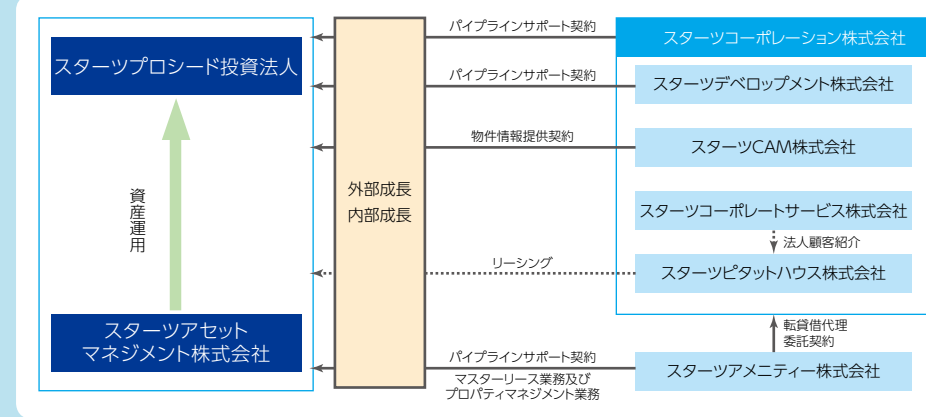 スターツプロシード投資法人
資産運用
スターツアセット
マネジメント株式会社
外部成長
内部成長
パイプラインサポート契約
パイプラインサポート契約
物件情報提供契約
リーシング
パイプラインサポート契約
マスターリース業務及び
プロパティマネジメント業務
スターツコーポレーション株式会社
スターツデベロップメント株式会社
スターツCAM株式会社
スターツコーポレートサービス株式会社
法人顧客紹介
スターツピタットハウス株式会社
転貸借代理
委託契約
スターツアメニティー株式会社